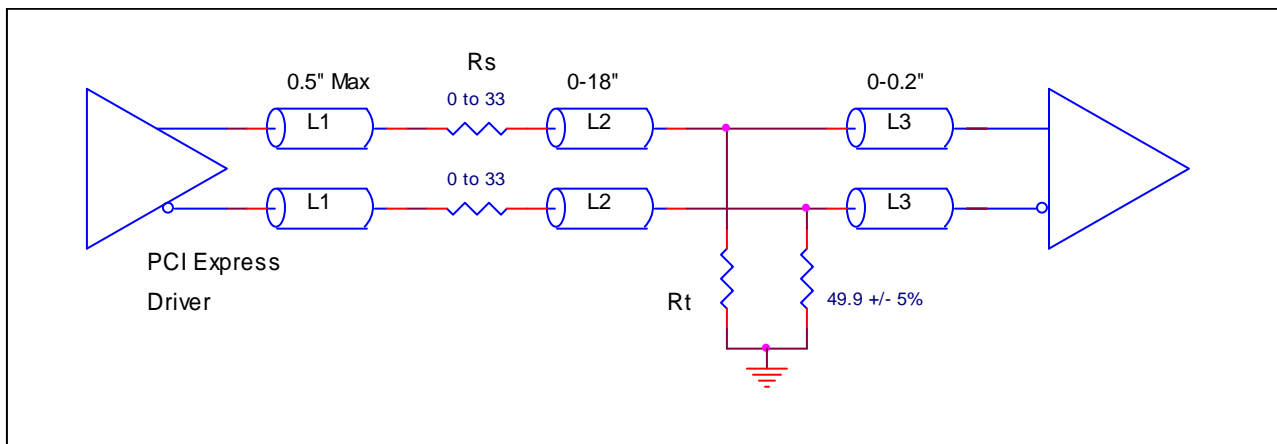 Rs
0.5" Max
0-18"
0-0.2"
0 to 33
L1
L2
L3
0 to 33
L1
L2
L3
PCI Express
Driver
Rt
49.9 +/- 5%